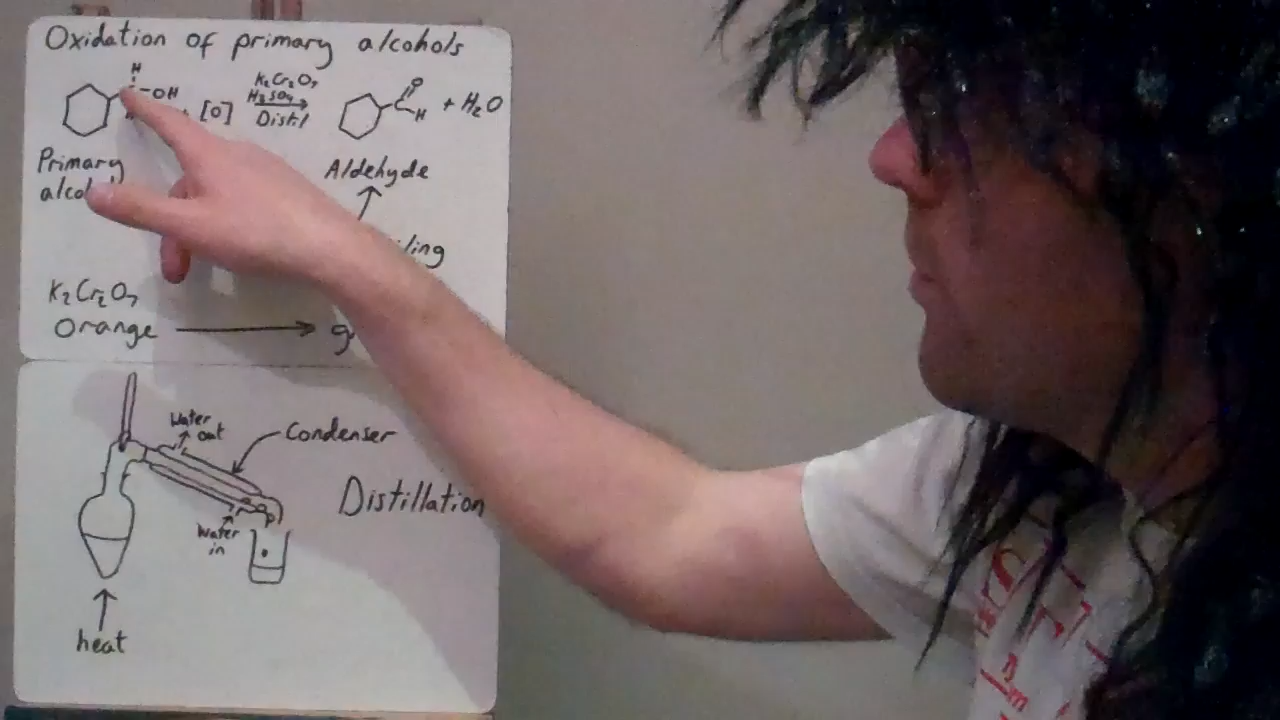 Oxidation of primary alcohols
H
OH
+ [O]
K₂Cr₂O₇
H₂SO₄
Distil
O
C
H
+ H₂O
Primary
Aldehyde
K₂Cr₂O₇
Orange
Water
out
Condenser
Distillation
Water
in
heat